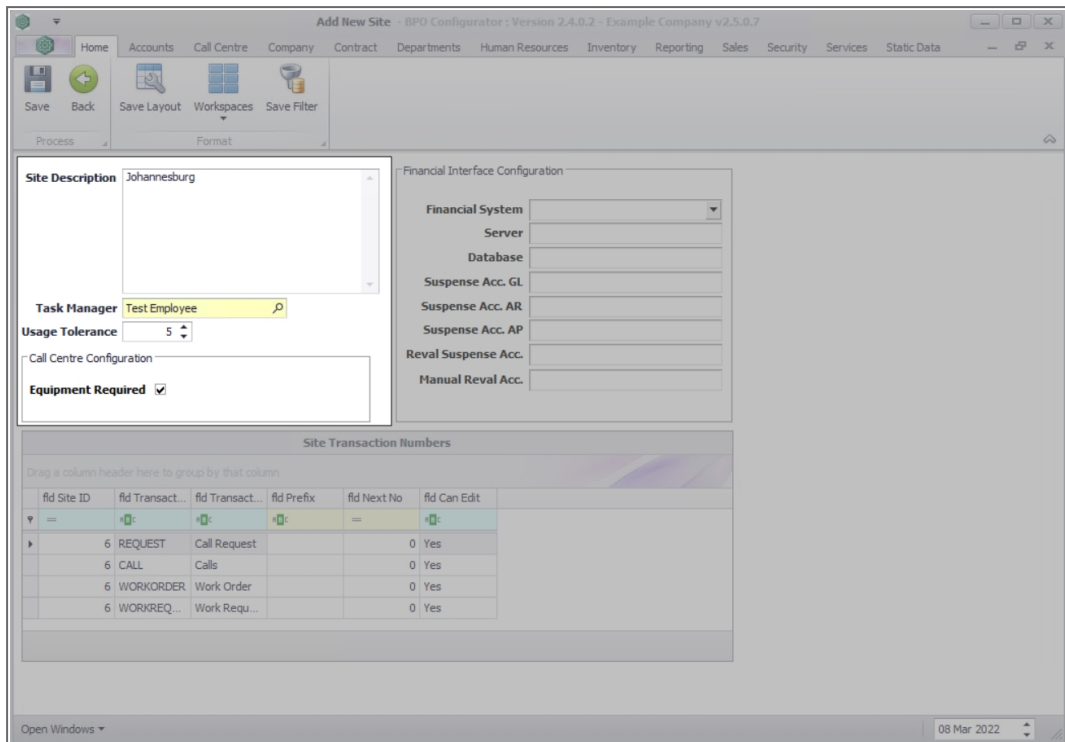 Add New Site - BPO Configurator : Version 2.4.0.2 - Example Company v2.5.0.7
Home Accounts Call Centre Company Contract Departments Human Resources Inventory Reporting Sales Security Services Static Data
Save Back Save Layout Workspaces Save Filter
Process Format
Site Description Johannesburg
Task Manager Test Employee
Usage Tolerance 5
Call Centre Configuration
Equipment Required
Financial Interface Configuration
Financial System
Server
Database
Suspense Acc. GL
Suspense Acc. AR
Suspense Acc. AP
Reval Suspense Acc.
Manual Reval Acc.
Site Transaction Numbers
Drag a column header here to group by that column
fld Site ID fld Transact... fld Transact... fld Prefix fld Next No fld Can Edit
6 REQUEST Call Request 0 Yes
6 CALL Calls 0 Yes
6 WORKORDER Work Order 0 Yes
6 WORKREQ... Work Requ... 0 Yes
Open Windows 08 Mar 2022